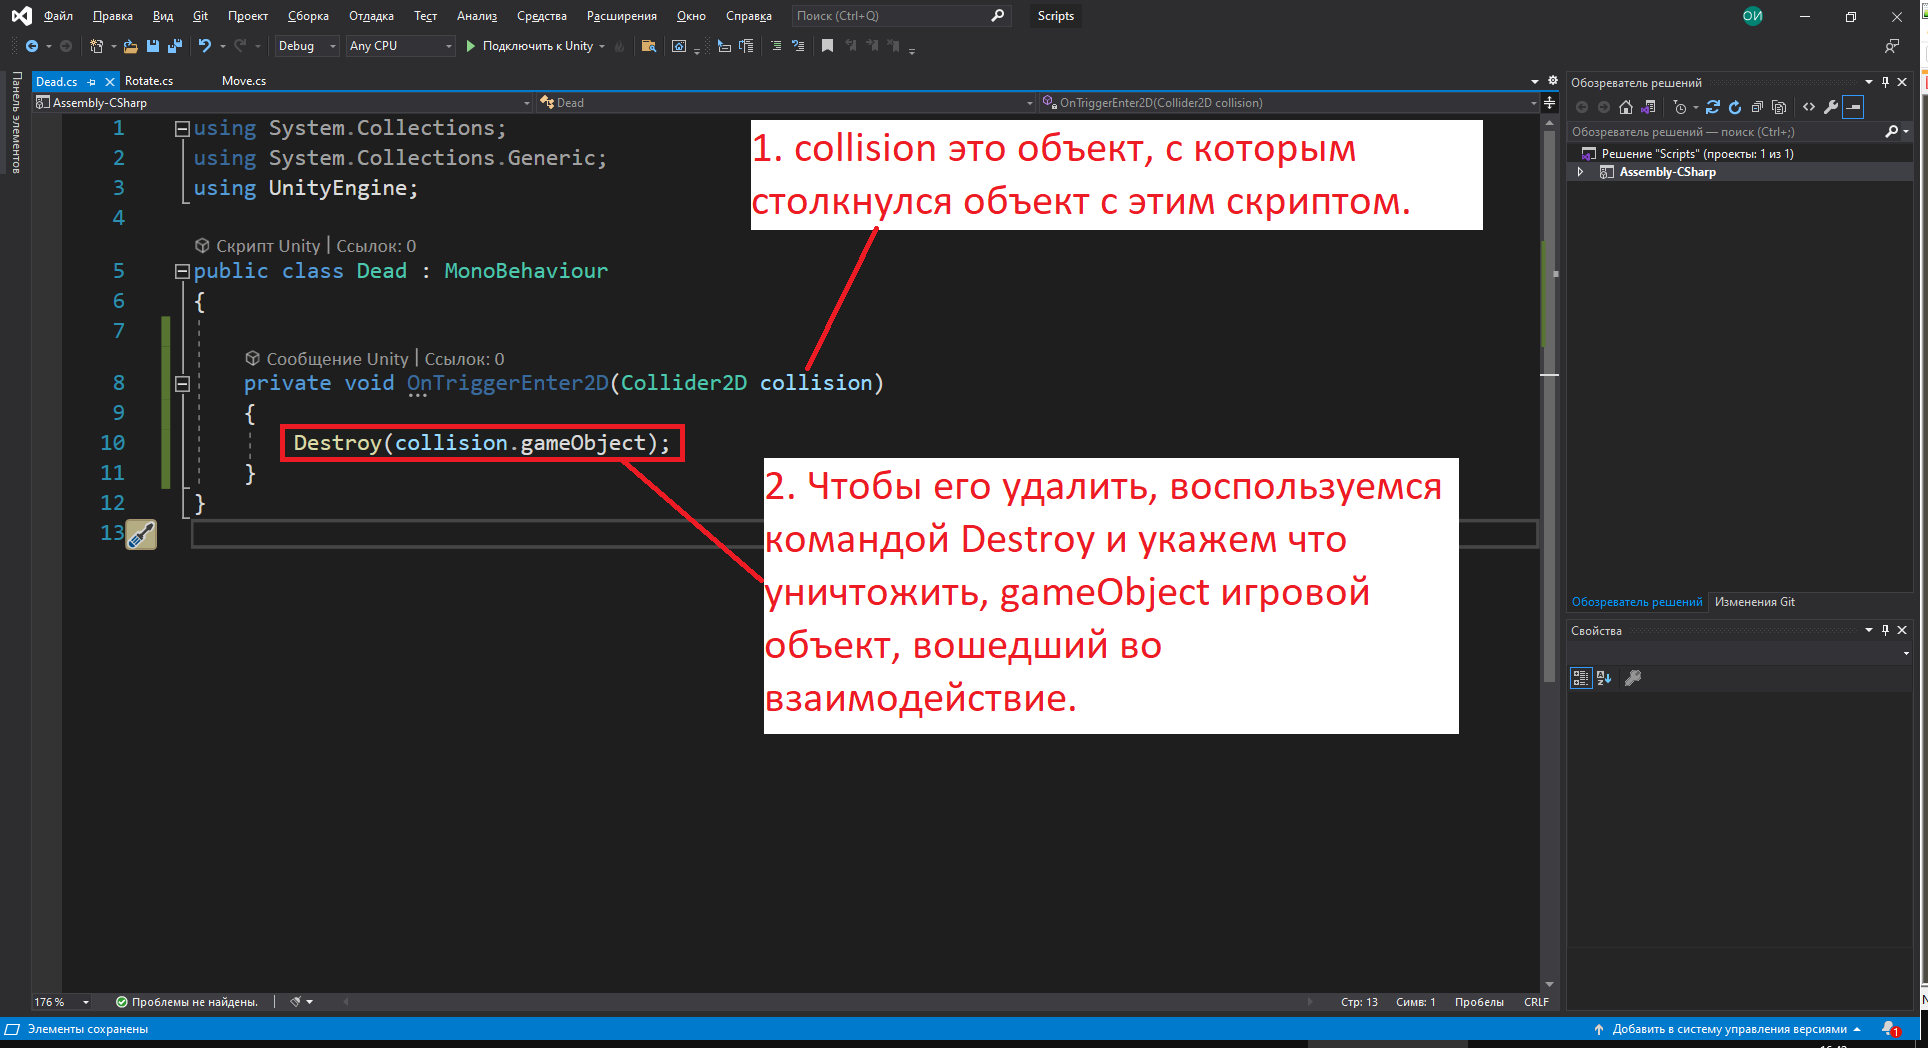 Файл Правка Вид Git Проект Сборка Отладка Тест Анализ Средства Расширения Окно Справка Поиск (Ctrl+Q) Scripts ОИ
Debug Any CPU Подключить к Unity
Панель элементов
Dead.cs Rotate.cs Move.cs
Assembly-CSharp Dead OnTriggerEnter2D(Collider2D collision)
1 using System.Collections;
2 using System.Collections.Generic;
3 using UnityEngine;
4
Скрипт Unity | Ссылок: 0
5 public class Dead : MonoBehaviour
6 {
7
Сообщение Unity | Ссылок: 0
8 private void OnTriggerEnter2D(Collider2D collision)
9 {
10 Destroy(collision.gameObject);
11 }
12 }
13
1. collision это объект, с которым
столкнулся объект с этим скриптом.
2. Чтобы его удалить, воспользуемся
командой Destroy и укажем что
уничтожить, gameObject игровой
объект, вошедший во
взаимодействие.
Обозреватель решений
Обозреватель решений — поиск (Ctrl+;)
Решение "Scripts" (проекты: 1 из 1)
Assembly-CSharp
Обозреватель решений Изменения Git
Свойства
176 % Проблемы не найдены. Стр: 13 Симв: 1 Пробелы CRLF
Элементы сохранены Добавить в систему управления версиями 1